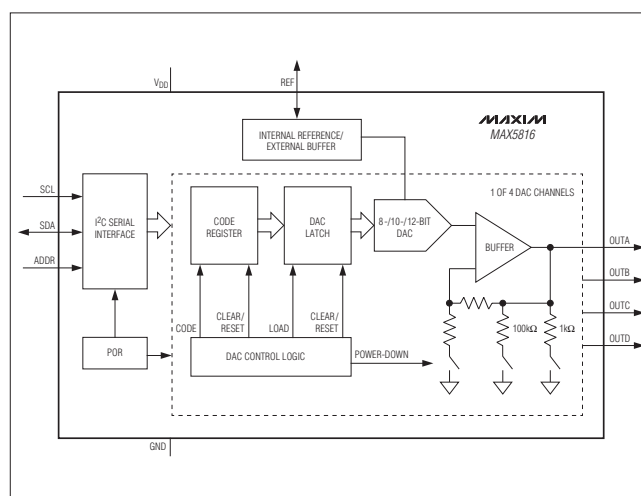 VDD
REF
MAXIM
MAX5816
INTERNAL REFERENCE/
EXTERNAL BUFFER
1 OF 4 DAC CHANNELS
SCL
SDA
ADDR
I²C SERIAL
INTERFACE
CODE
REGISTER
DAC
LATCH
8-/10-/12-BIT
DAC
BUFFER
OUTA
OUTB
OUTC
OUTD
CODE
CLEAR/
RESET
LOAD
CLEAR/
RESET
100kΩ
1kΩ
POR
DAC CONTROL LOGIC
POWER-DOWN
GND